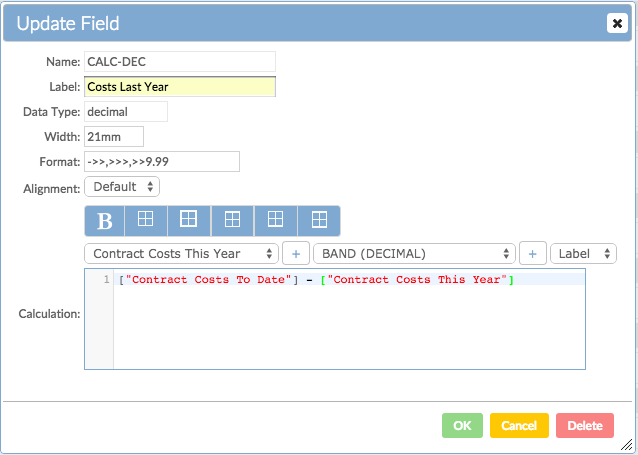 Update Field
Name: CALC-DEC
Label: Costs Last Year
Data Type: decimal
Width: 21mm
Format: ->>,>>>,>>9.99
Alignment: Default
B
Contract Costs This Year + BAND (DECIMAL) + Label
1 ["Contract Costs To Date"] - ["Contract Costs This Year"]
Calculation:
OK Cancel Delete